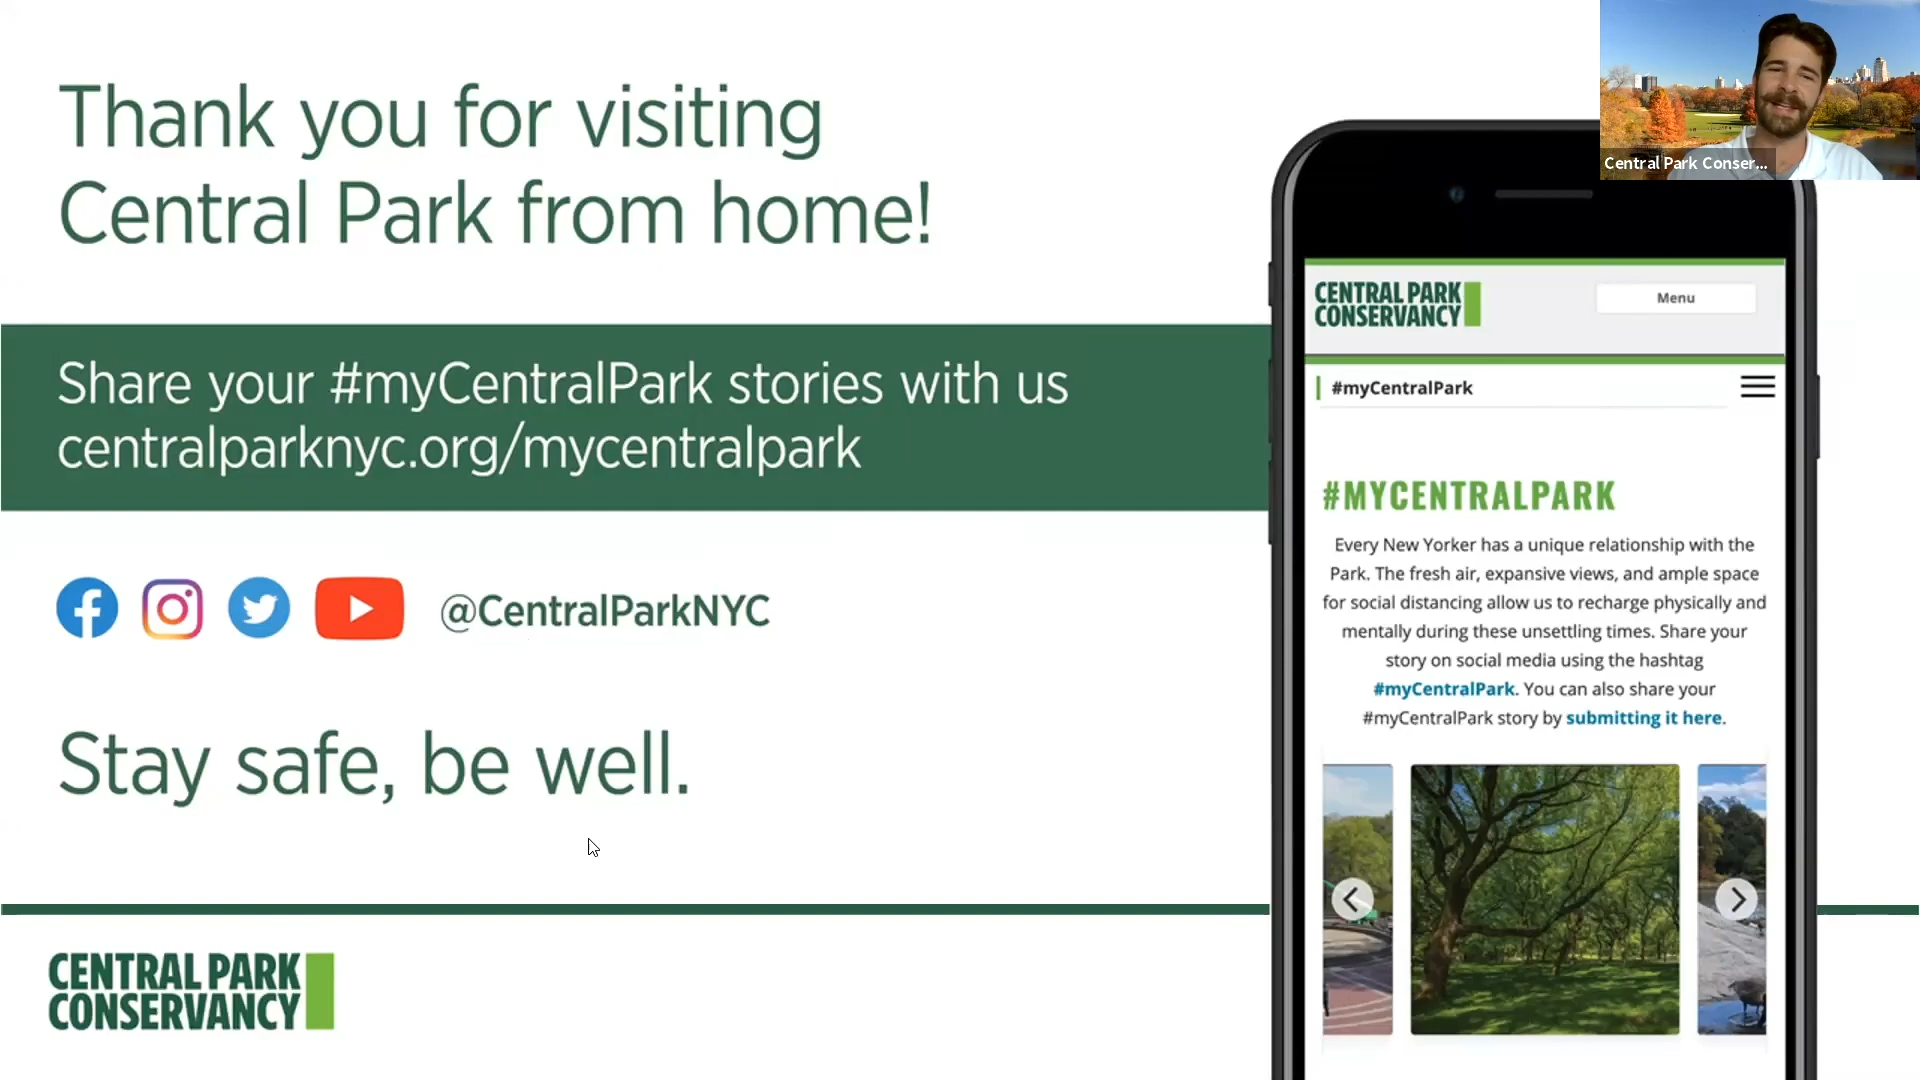 Thank you for visiting
Central Park from home!
Share your #myCentralPark stories with us
centralparknyc.org/mycentralpark
@CentralParkNYC
Stay safe, be well.
CENTRAL PARK
CONSERVANCY
Central Park Conser...
CENTRAL PARK
CONSERVANCY
Menu
#myCentralPark
#MYCENTRALPARK
Every New Yorker has a unique relationship with the
Park. The fresh air, expansive views, and ample space
for social distancing allow us to recharge physically and
mentally during these unsettling times. Share your
story on social media using the hashtag
#myCentralPark. You can also share your
#myCentralPark story by submitting it here.